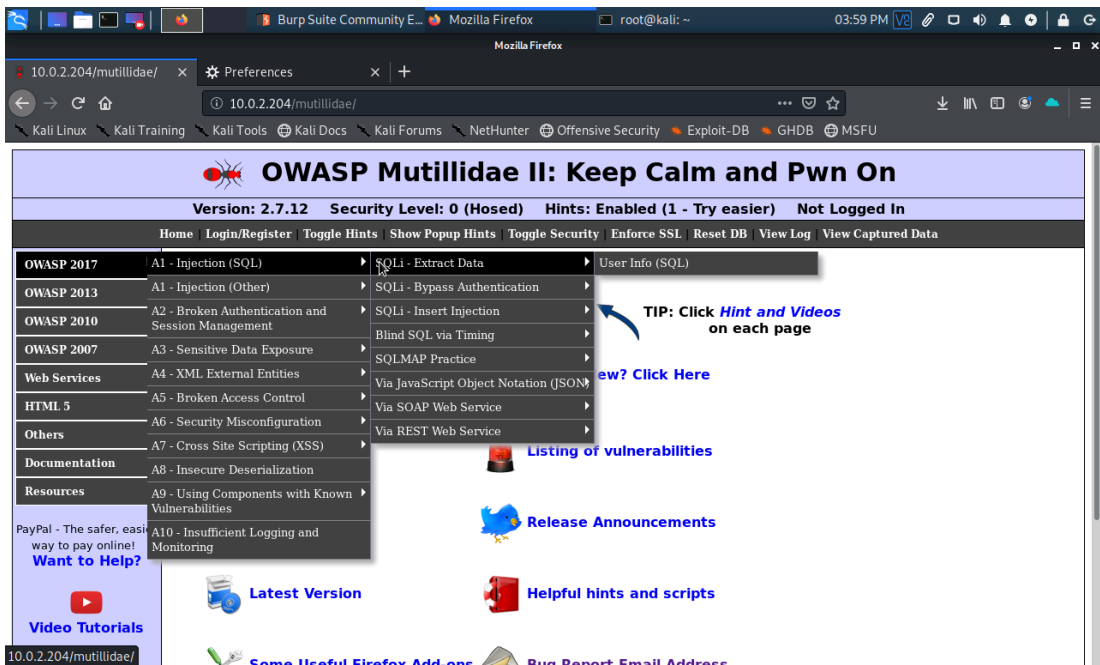 Burp Suite Community E...
Mozilla Firefox
root@kali: ~
03:59 PM
Mozilla Firefox
10.0.2.204/mutillidae/
Preferences
10.0.2.204/mutillidae/
Kali Linux
Kali Training
Kali Tools
Kali Docs
Kali Forums
NetHunter
Offensive Security
Exploit-DB
GHDB
MSFU
OWASP Mutillidae II: Keep Calm and Pwn On
Version: 2.7.12 Security Level: 0 (Hosed) Hints: Enabled (1 - Try easier) Not Logged In
Home | Login/Register | Toggle Hints | Show Popup Hints | Toggle Security | Enforce SSL | Reset DB | View Log | View Captured Data
OWASP 2017
OWASP 2013
OWASP 2010
OWASP 2007
Web Services
HTML 5
Others
Documentation
Resources
A1 - Injection (SQL)
A1 - Injection (Other)
A2 - Broken Authentication and
Session Management
A3 - Sensitive Data Exposure
A4 - XML External Entities
A5 - Broken Access Control
A6 - Security Misconfiguration
A7 - Cross Site Scripting (XSS)
A8 - Insecure Deserialization
A9 - Using Components with Known
Vulnerabilities
A10 - Insufficient Logging and
Monitoring
SQLi - Extract Data
SQLi - Bypass Authentication
SQLi - Insert Injection
Blind SQL via Timing
SQLMAP Practice
Via JavaScript Object Notation (JSON)
Via SOAP Web Service
Via REST Web Service
User Info (SQL)
TIP: Click Hint and Videos
on each page
ew? Click Here
Listing of vulnerabilities
Release Announcements
Latest Version
Helpful hints and scripts
Some Useful Firefox Add-ons
Bug Report Email Address
PayPal - The safer, easi
way to pay online!
Want to Help?
Video Tutorials
10.0.2.204/mutillidae/